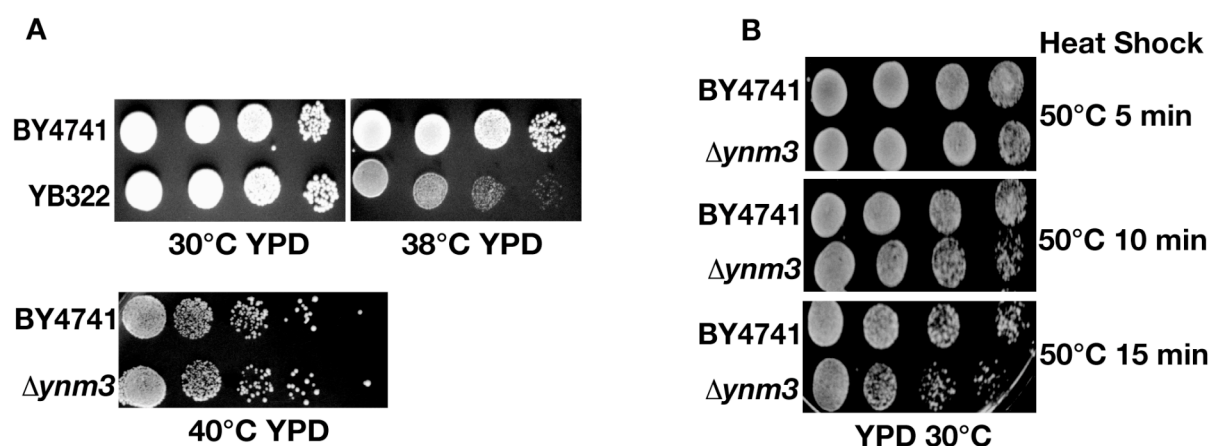 A
BY4741
YB322
30°C YPD
38°C YPD
BY4741
Δynm3
40°C YPD
B
Heat Shock
BY4741
Δynm3
50°C 5 min
BY4741
Δynm3
50°C 10 min
BY4741
Δynm3
50°C 15 min
YPD 30°C